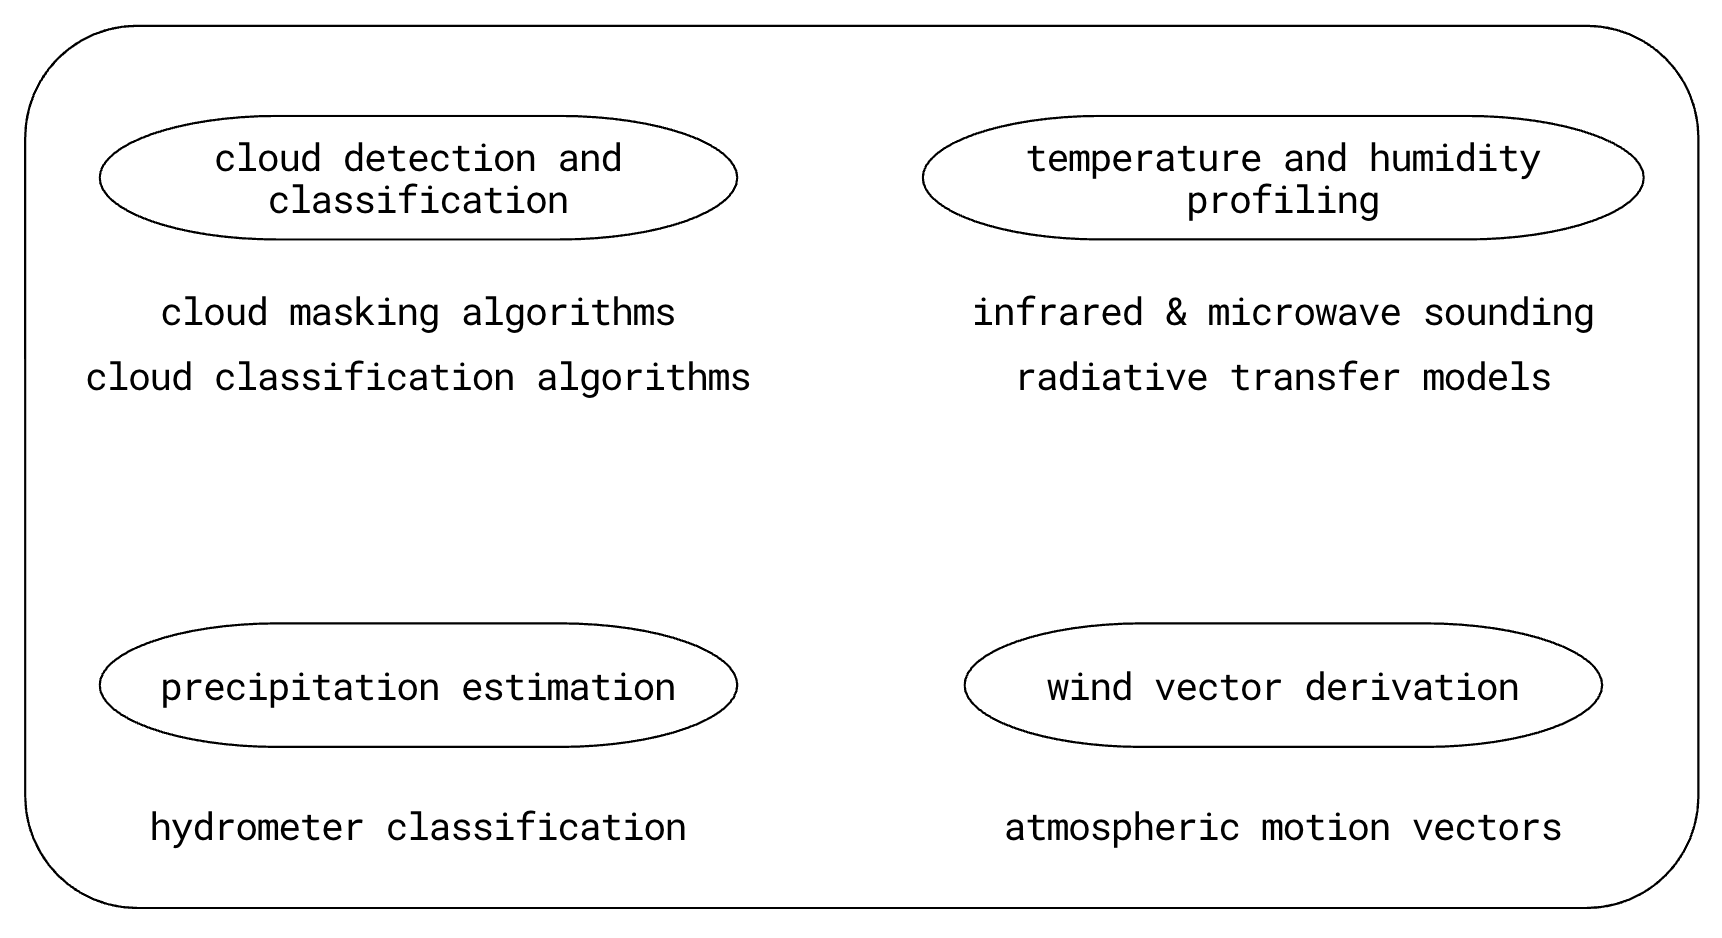 cloud detection and
classification
cloud masking algorithms
cloud classification algorithms
temperature and humidity
profiling
infrared & microwave sounding
radiative transfer models
precipitation estimation
hydrometer classification
wind vector derivation
atmospheric motion vectors